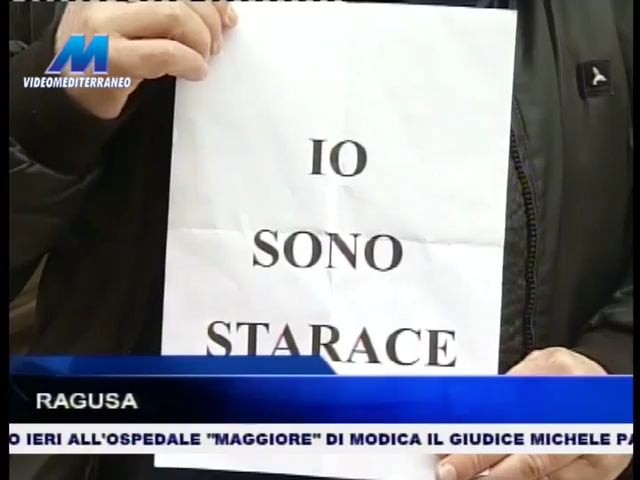 M
VIDEOMEDITERRANEO
IO
SONO
STARACE
RAGUSA
O IERI ALL'OSPEDALE "MAGGIORE" DI MODICA IL GIUDICE MICHELE